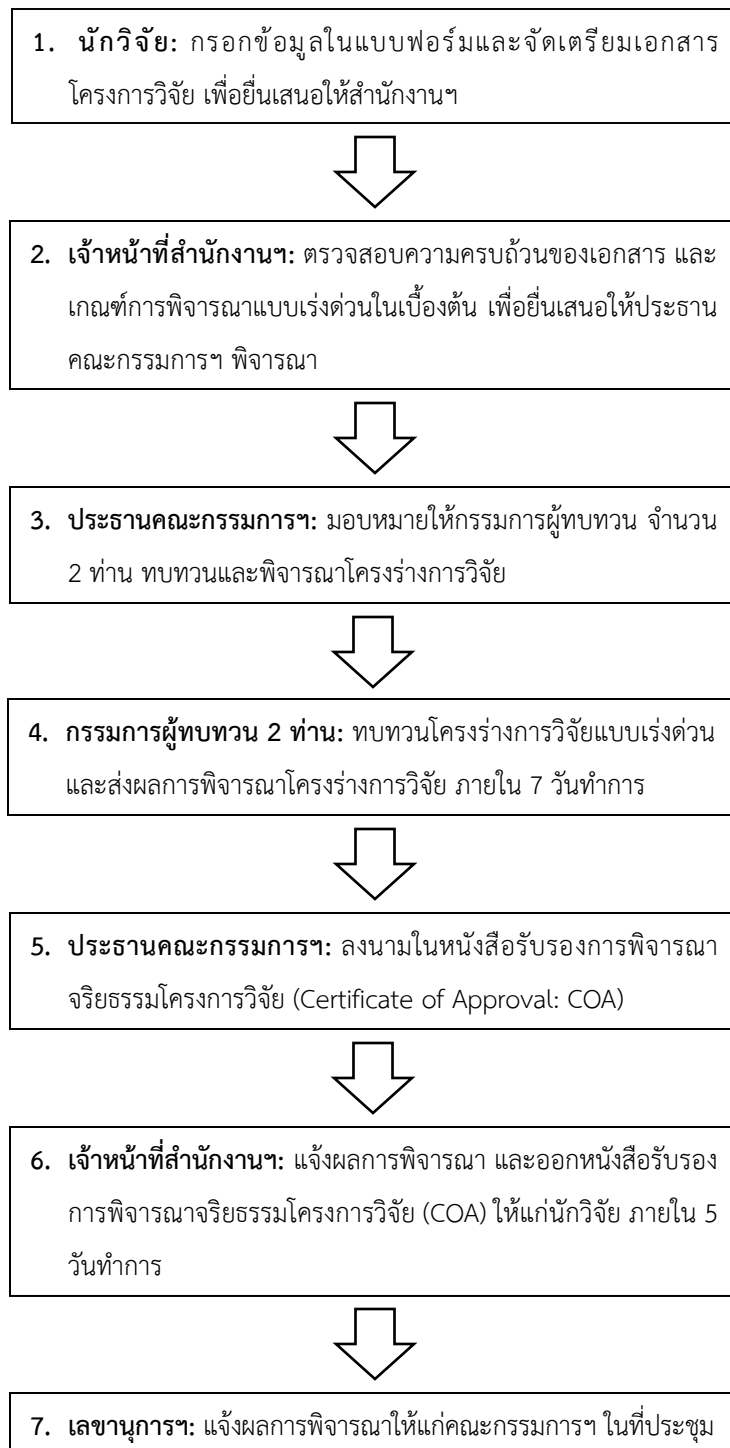 1. นักวิจัย: กรอกข้อมูลในแบบฟอร์มและจัดเตรียมเอกสาร
โครงการวิจัย เพื่อยื่นเสนอให้สำนักงานฯ
2. เจ้าหน้าที่สำนักงานฯ: ตรวจสอบความครบถ้วนของเอกสาร และ
เกณฑ์การพิจารณาแบบเร่งด่วนในเบื้องต้น เพื่อยื่นเสนอให้ประธาน
คณะกรรมการฯ พิจารณา
3. ประธานคณะกรรมการฯ: มอบหมายให้กรรมการผู้ทบทวน จำนวน
2 ท่าน ทบทวนและพิจารณาโครงร่างการวิจัย
4. กรรมการผู้ทบทวน 2 ท่าน: ทบทวนโครงร่างการวิจัยแบบเร่งด่วน
และส่งผลการพิจารณาโครงร่างการวิจัย ภายใน 7 วันทำการ
5. ประธานคณะกรรมการฯ: ลงนามในหนังสือรับรองการพิจารณา
จริยธรรมโครงการวิจัย (Certificate of Approval: COA)
6. เจ้าหน้าที่สำนักงานฯ: แจ้งผลการพิจารณา และออกหนังสือรับรอง
การพิจารณาจริยธรรมโครงการวิจัย (COA) ให้แก่นักวิจัย ภายใน 5
วันทำการ
7. เลขานุการฯ: แจ้งผลการพิจารณาให้แก่คณะกรรมการฯ ในที่ประชุม